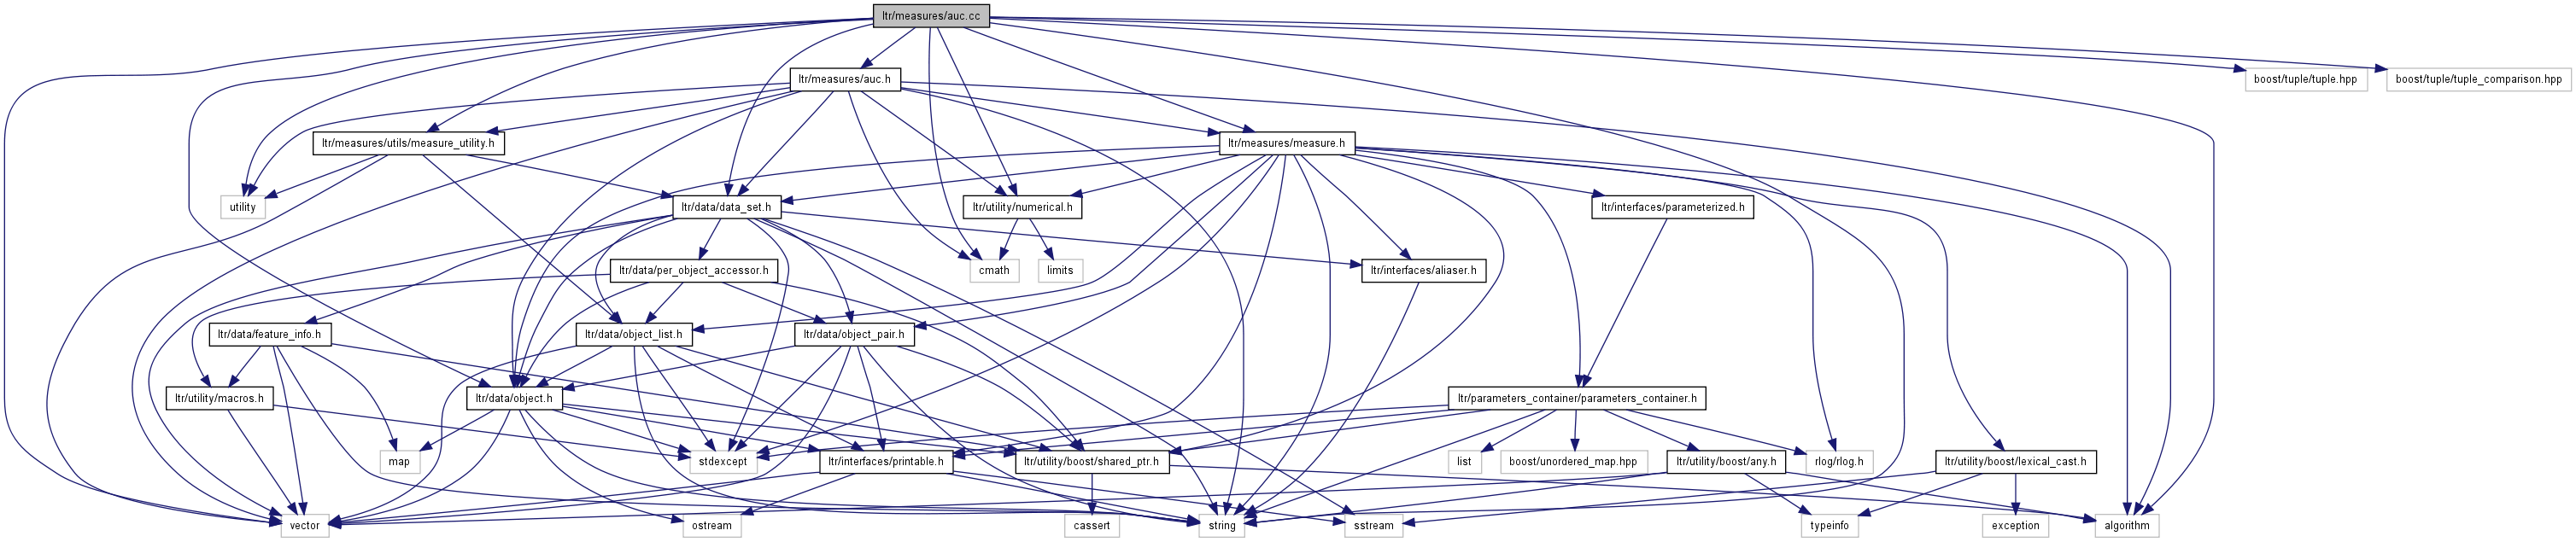 ltr/measures/auc.cc
ltr/measures/auc.h
boost/tuple/tuple.hpp
boost/tuple/tuple_comparison.hpp
ltr/measures/utils/measure_utility.h
ltr/measures/measure.h
utility
ltr/data/data_set.h
ltr/utility/numerical.h
ltr/interfaces/parameterized.h
ltr/data/per_object_accessor.h
cmath
limits
ltr/interfaces/aliaser.h
ltr/data/feature_info.h
ltr/data/object_list.h
ltr/data/object_pair.h
ltr/utility/macros.h
ltr/data/object.h
ltr/parameters_container/parameters_container.h
map
stdexcept
ltr/interfaces/printable.h
ltr/utility/boost/shared_ptr.h
list
boost/unordered_map.hpp
ltr/utility/boost/any.h
rlog/rlog.h
ltr/utility/boost/lexical_cast.h
vector
ostream
cassert
string
sstream
typeinfo
exception
algorithm